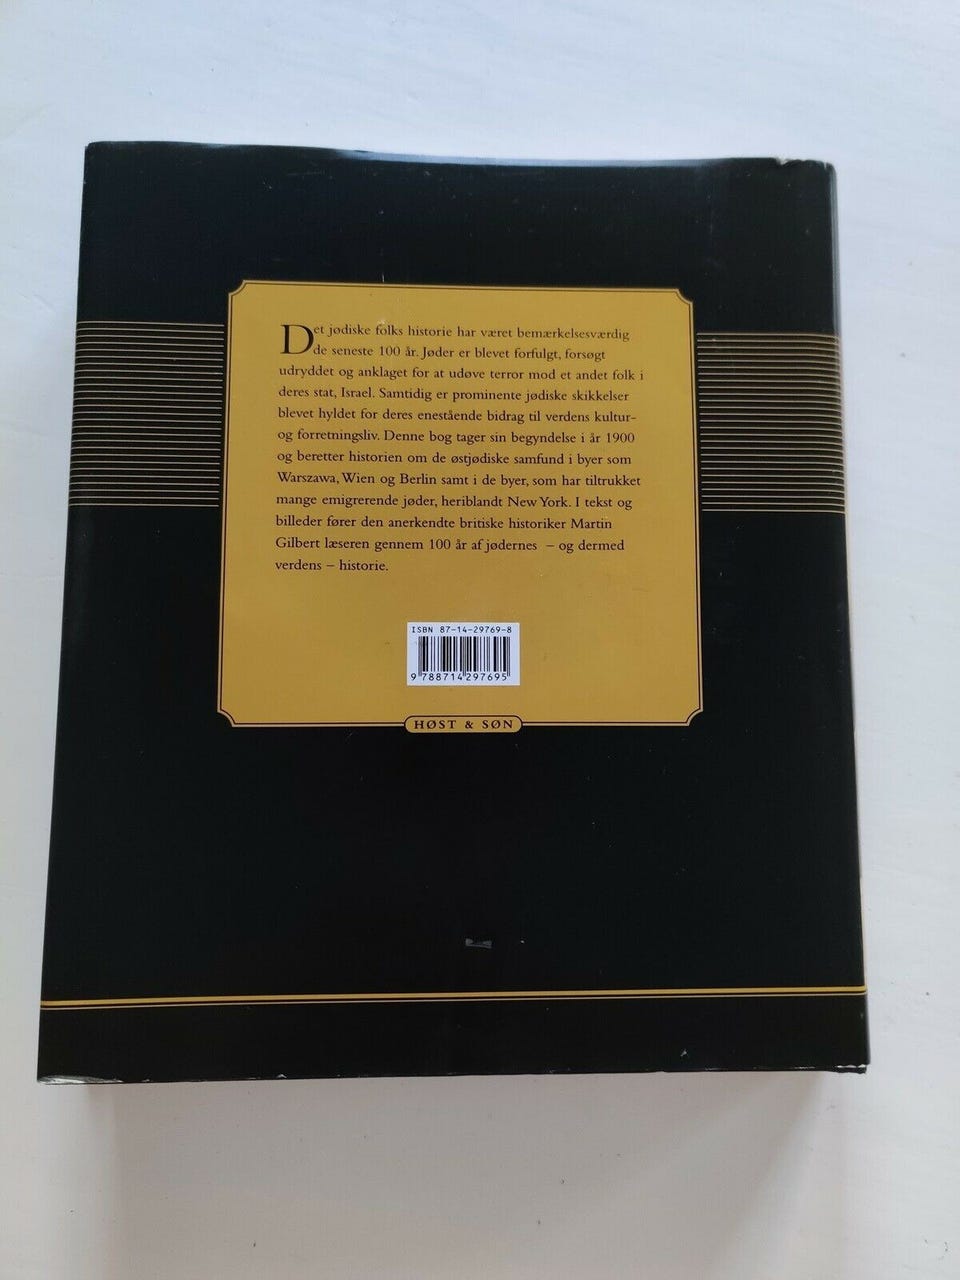 Det jødiske folks historie har været bemærkelsesværdig
de seneste 100 år. Jøder er blevet forfulgt, forsøgt
udryddet og anklaget for at udøve terror mod et andet folk i
deres stat, Israel. Samtidig er prominente jødiske skikkelser
blevet hyldet for deres enestående bidrag til verdens kultur-
og forretningsliv. Denne bog tager sin begyndelse i år 1900
og beretter historien om de østjødiske samfund i byer som
Warszawa, Wien og Berlin samt i de byer, som har tiltrukket
mange emigrerende jøder, heriblandt New York. I tekst og
billeder fører den anerkendte britiske historiker Martin
Gilbert læseren gennem 100 år af jødernes – og dermed
verdens – historie.
ISBN 87-14-29769-8
9 788714 297695
HØST & SØN